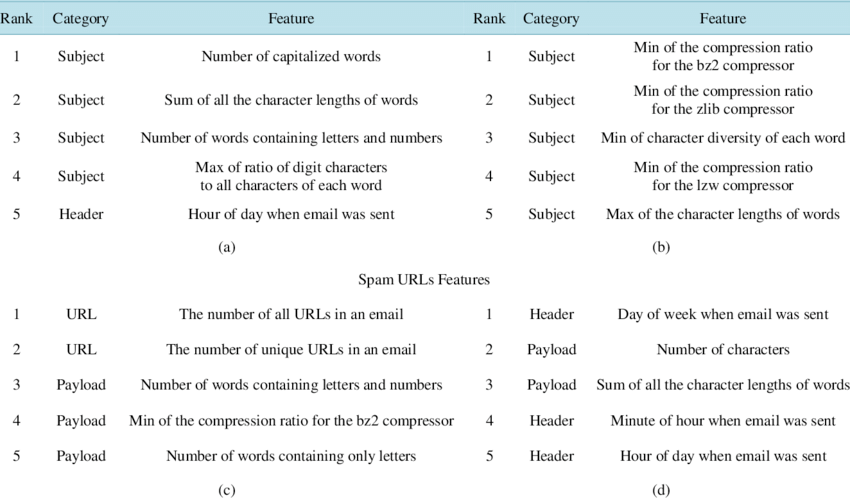 Rank Category Feature Rank Category Feature
1 Subject Number of capitalized words 1 Subject Min of the compression ratio
for the bz2 compressor
2 Subject Sum of all the character lengths of words 2 Subject Min of the compression ratio
for the zlib compressor
3 Subject Number of words containing letters and numbers 3 Subject Min of character diversity of each word
4 Subject Max of ratio of digit characters
to all characters of each word 4 Subject Min of the compression ratio
for the lzw compressor
5 Header Hour of day when email was sent 5 Subject Max of the character lengths of words
(a) (b)
Spam URLs Features
1 URL The number of all URLs in an email 1 Header Day of week when email was sent
2 URL The number of unique URLs in an email 2 Payload Number of characters
3 Payload Number of words containing letters and numbers 3 Payload Sum of all the character lengths of words
4 Payload Min of the compression ratio for the bz2 compressor 4 Header Minute of hour when email was sent
5 Payload Number of words containing only letters 5 Header Hour of day when email was sent
(c) (d)